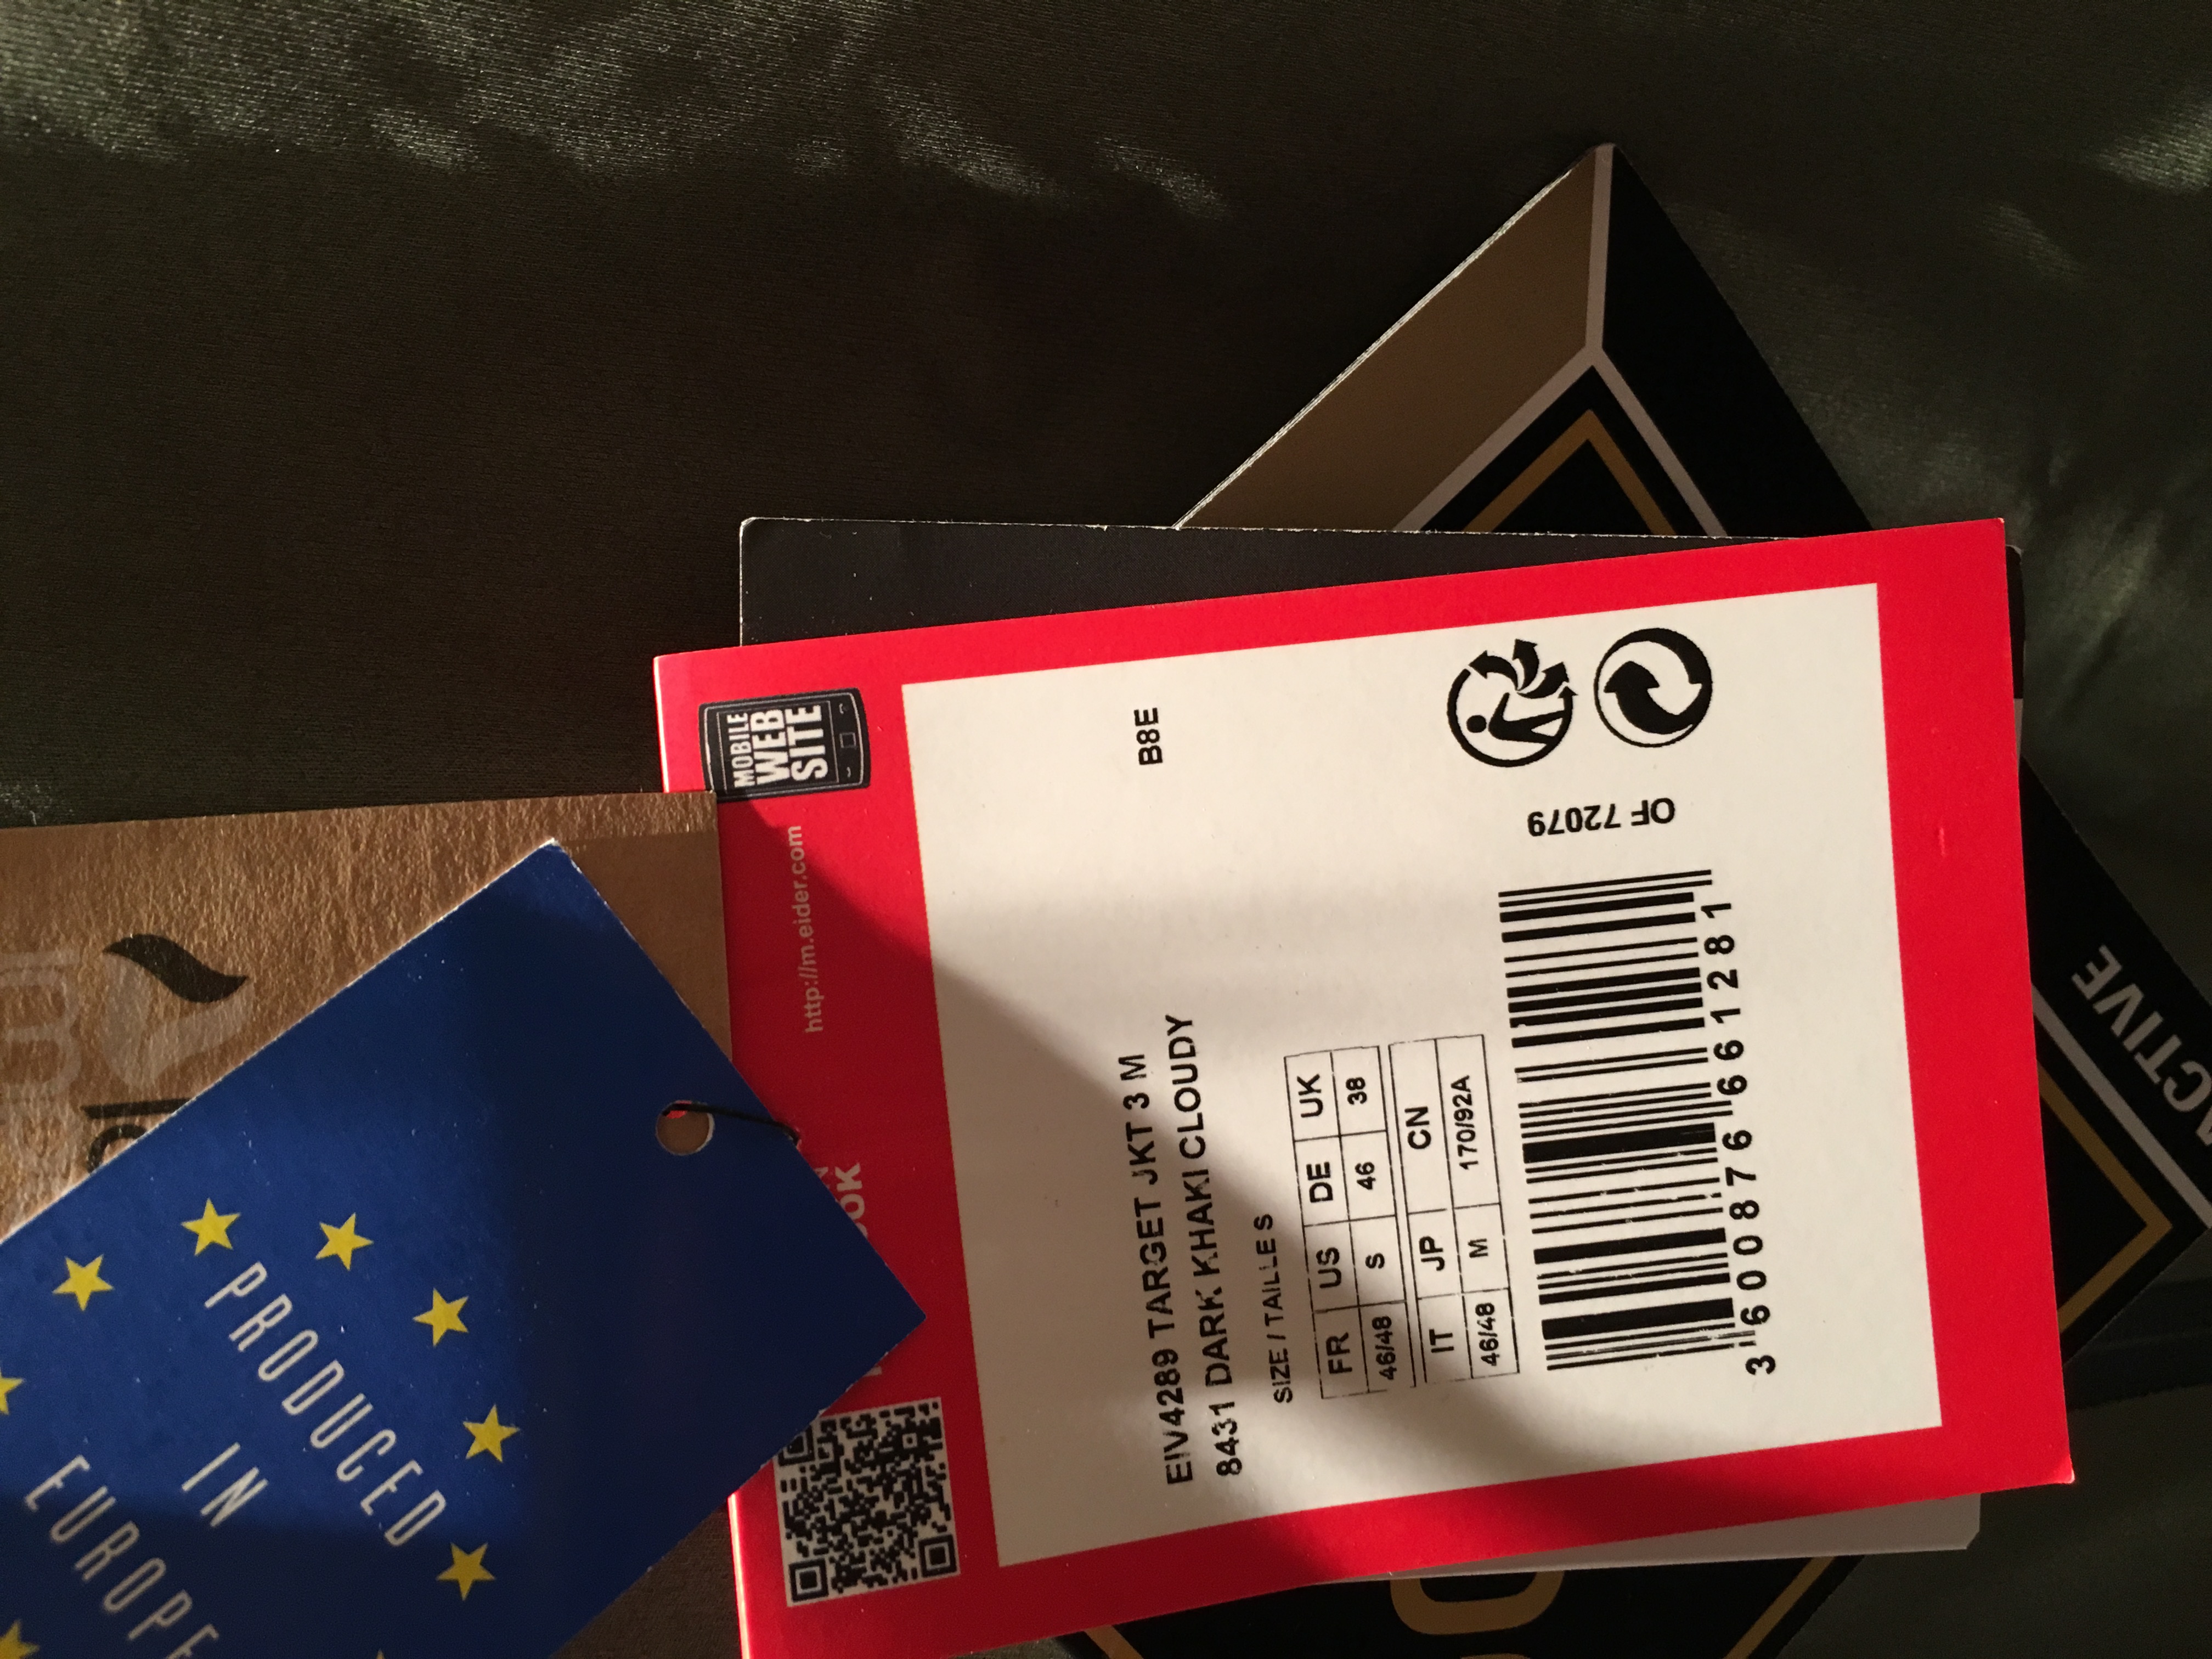 MOBILE
WEB
SITE
http://m.eider.com
B8E
EIV4289 TARGET JKT 3 M
8431 DARK KHAKI CLOUDY
SIZE / TAILLE S
FR US DE UK
46/48 S 46 38
IT JP CN
46/48 M 170/92A
OF 72079
3 600876 661281
PRODUCED
IN
EUROPE
ACTIVE